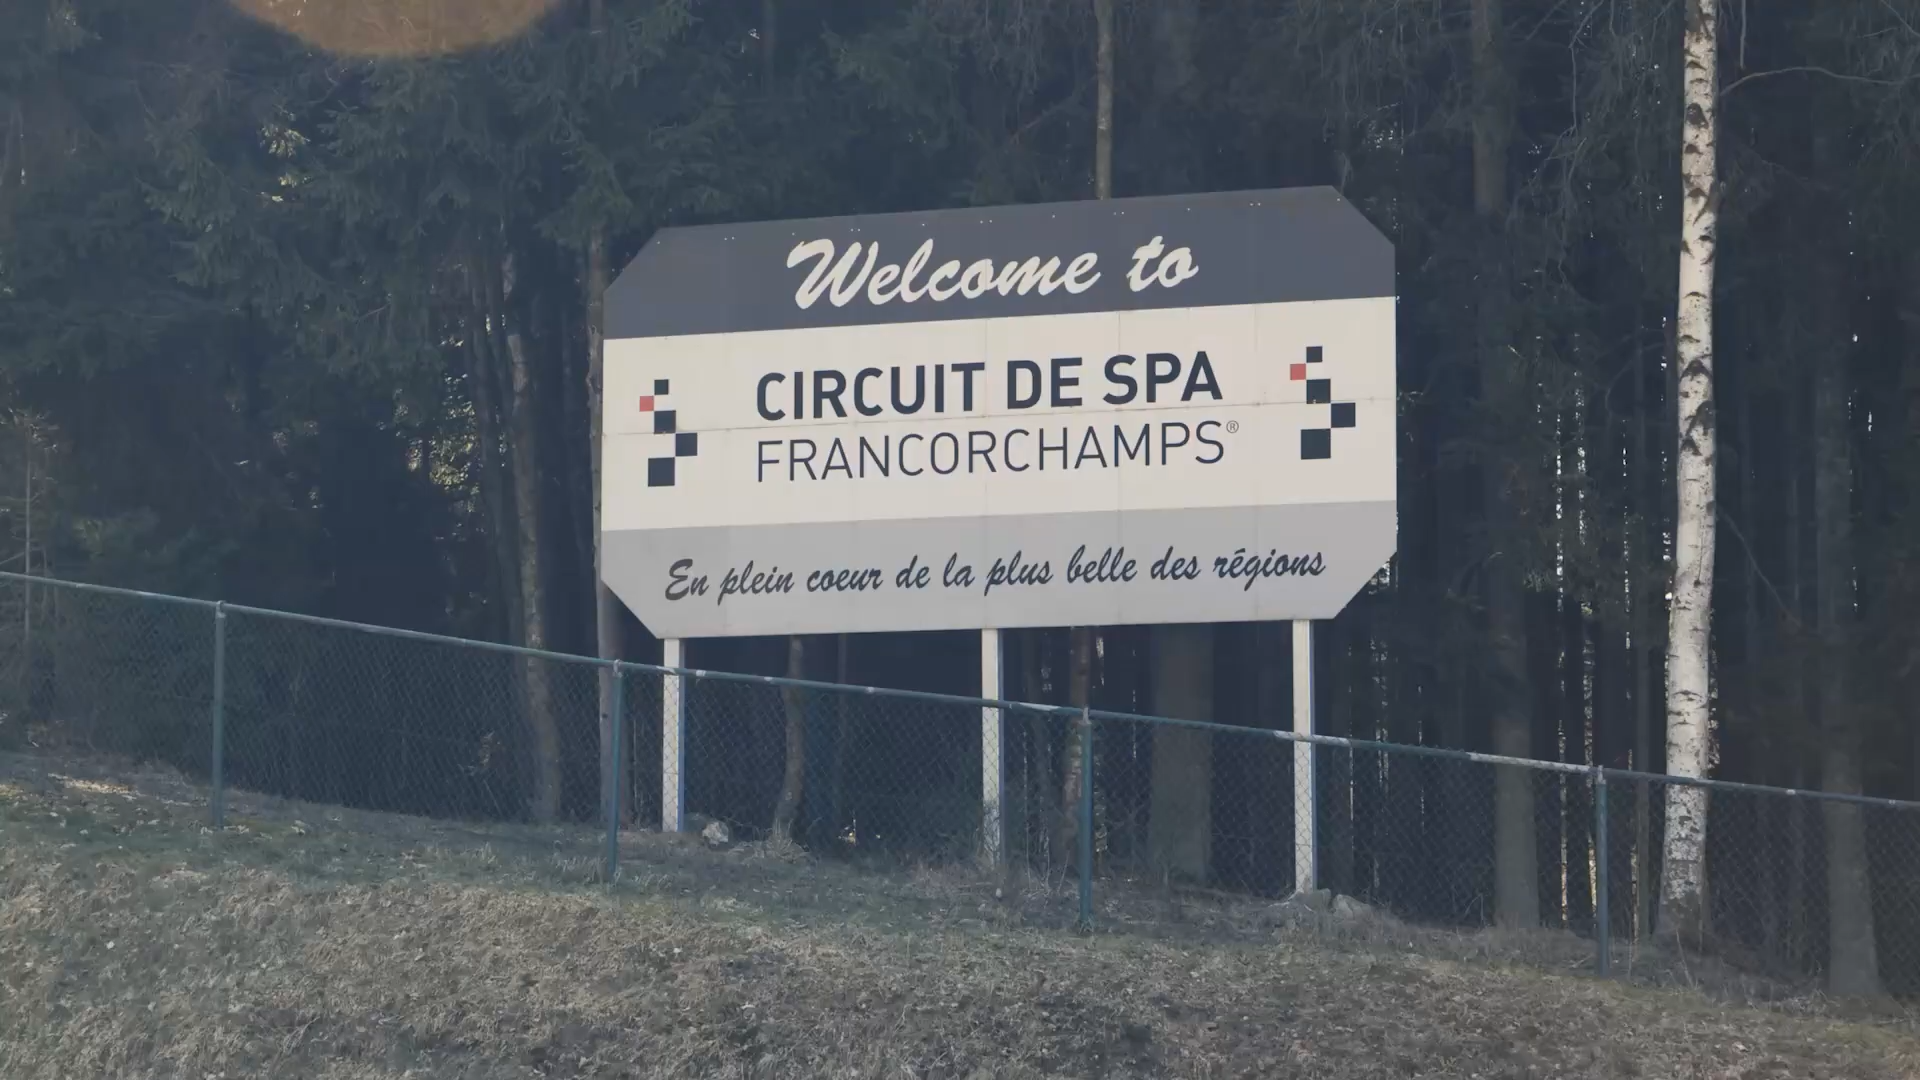 Welcome to
CIRCUIT DE SPA
FRANCORCHAMPS®
En plein coeur de la plus belle des régions